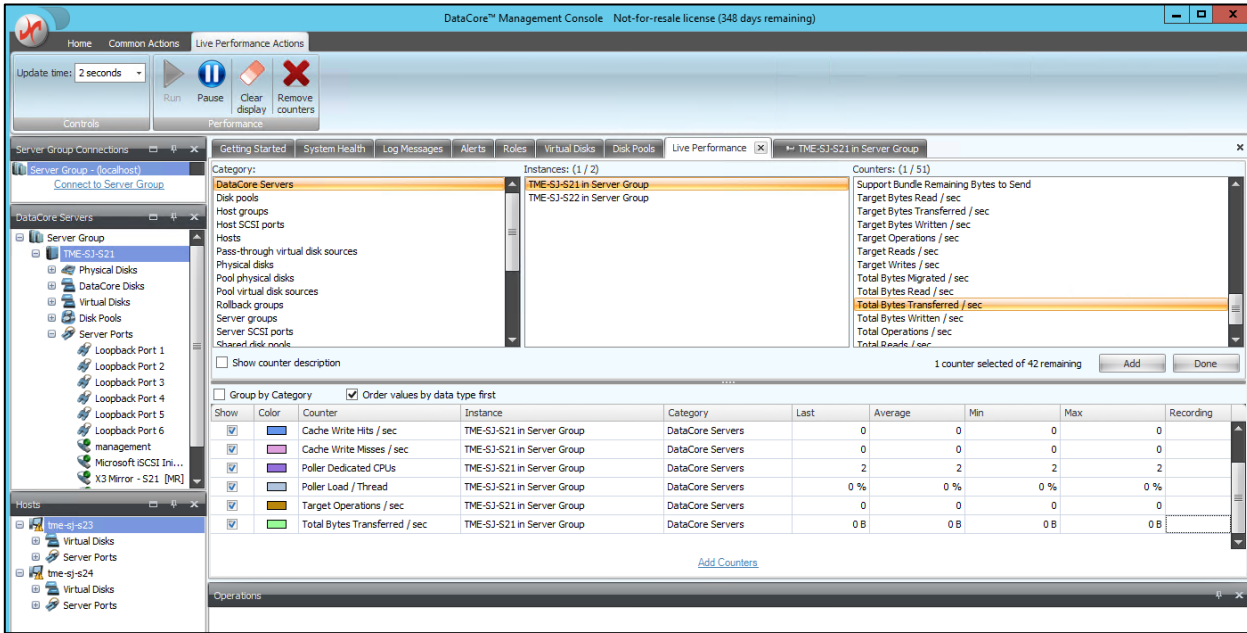 DataCore™ Management Console Not-for-resale license (348 days remaining)
Home Common Actions Live Performance Actions
Update time: 2 seconds
Run Pause Clear display Remove counters
Controls Performance
Server Group Connections
Server Group - (localhost)
Connect to Server Group
DataCore Servers
Server Group
TME-SJ-S21
Physical Disks
DataCore Disks
Virtual Disks
Disk Pools
Server Ports
Loopback Port 1
Loopback Port 2
Loopback Port 3
Loopback Port 4
Loopback Port 5
Loopback Port 6
management
Microsoft iSCSI Ini...
X3 Mirror - S21 [MR]
Hosts
tme-sj-s23
Virtual Disks
Server Ports
tme-sj-s24
Virtual Disks
Server Ports
Getting Started System Health Log Messages Alerts Roles Virtual Disks Disk Pools Live Performance TME-SJ-S21 in Server Group
Category:
DataCore Servers
Disk pools
Host groups
Host SCSI ports
Hosts
Pass-through virtual disk sources
Physical disks
Pool physical disks
Pool virtual disk sources
Rollback groups
Server groups
Server SCSI ports
Shared disk pools
Instances: (1 / 2)
TME-SJ-S21 in Server Group
TME-SJ-S22 in Server Group
Counters: (1 / 51)
Support Bundle Remaining Bytes to Send
Target Bytes Read / sec
Target Bytes Transferred / sec
Target Bytes Written / sec
Target Operations / sec
Target Reads / sec
Target Writes / sec
Total Bytes Migrated / sec
Total Bytes Read / sec
Total Bytes Transferred / sec
Total Bytes Written / sec
Total Operations / sec
Total Reads / sec
Show counter description
1 counter selected of 42 remaining Add Done
Group by Category Order values by data type first
Show Color Counter Instance Category Last Average Min Max Recording
Cache Write Hits / sec TME-SJ-S21 in Server Group DataCore Servers 0 0 0 0
Cache Write Misses / sec TME-SJ-S21 in Server Group DataCore Servers 0 0 0 0
Poller Dedicated CPUs TME-SJ-S21 in Server Group DataCore Servers 2 2 2 2
Poller Load / Thread TME-SJ-S21 in Server Group DataCore Servers 0 % 0 % 0 % 0 %
Target Operations / sec TME-SJ-S21 in Server Group DataCore Servers 0 0 0 0
Total Bytes Transferred / sec TME-SJ-S21 in Server Group DataCore Servers 0 B 0 B 0 B 0 B
Add Counters
Operations